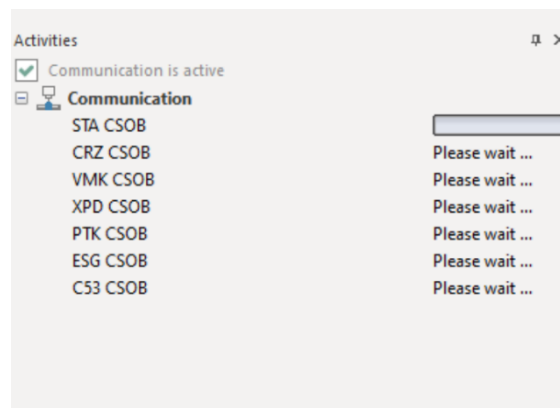 Activities
Communication is active
Communication
STA CSOB
CRZ CSOB Please wait ...
VMK CSOB Please wait ...
XPD CSOB Please wait ...
PTK CSOB Please wait ...
ESG CSOB Please wait ...
C53 CSOB Please wait ...